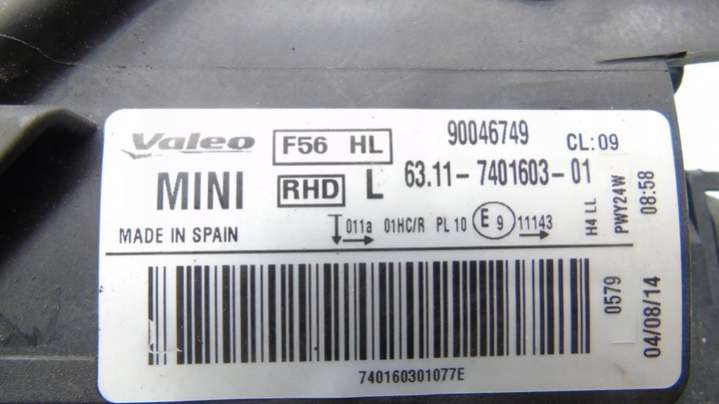 Valeo F56 HL 90046749 CL:09
MINI RHD L 63.11-7401603-01
MADE IN SPAIN 011a 01HC/R PL 10 E 9 11143
H4 LL
PWY24W
0579
04/08/14 08:58
740160301077E